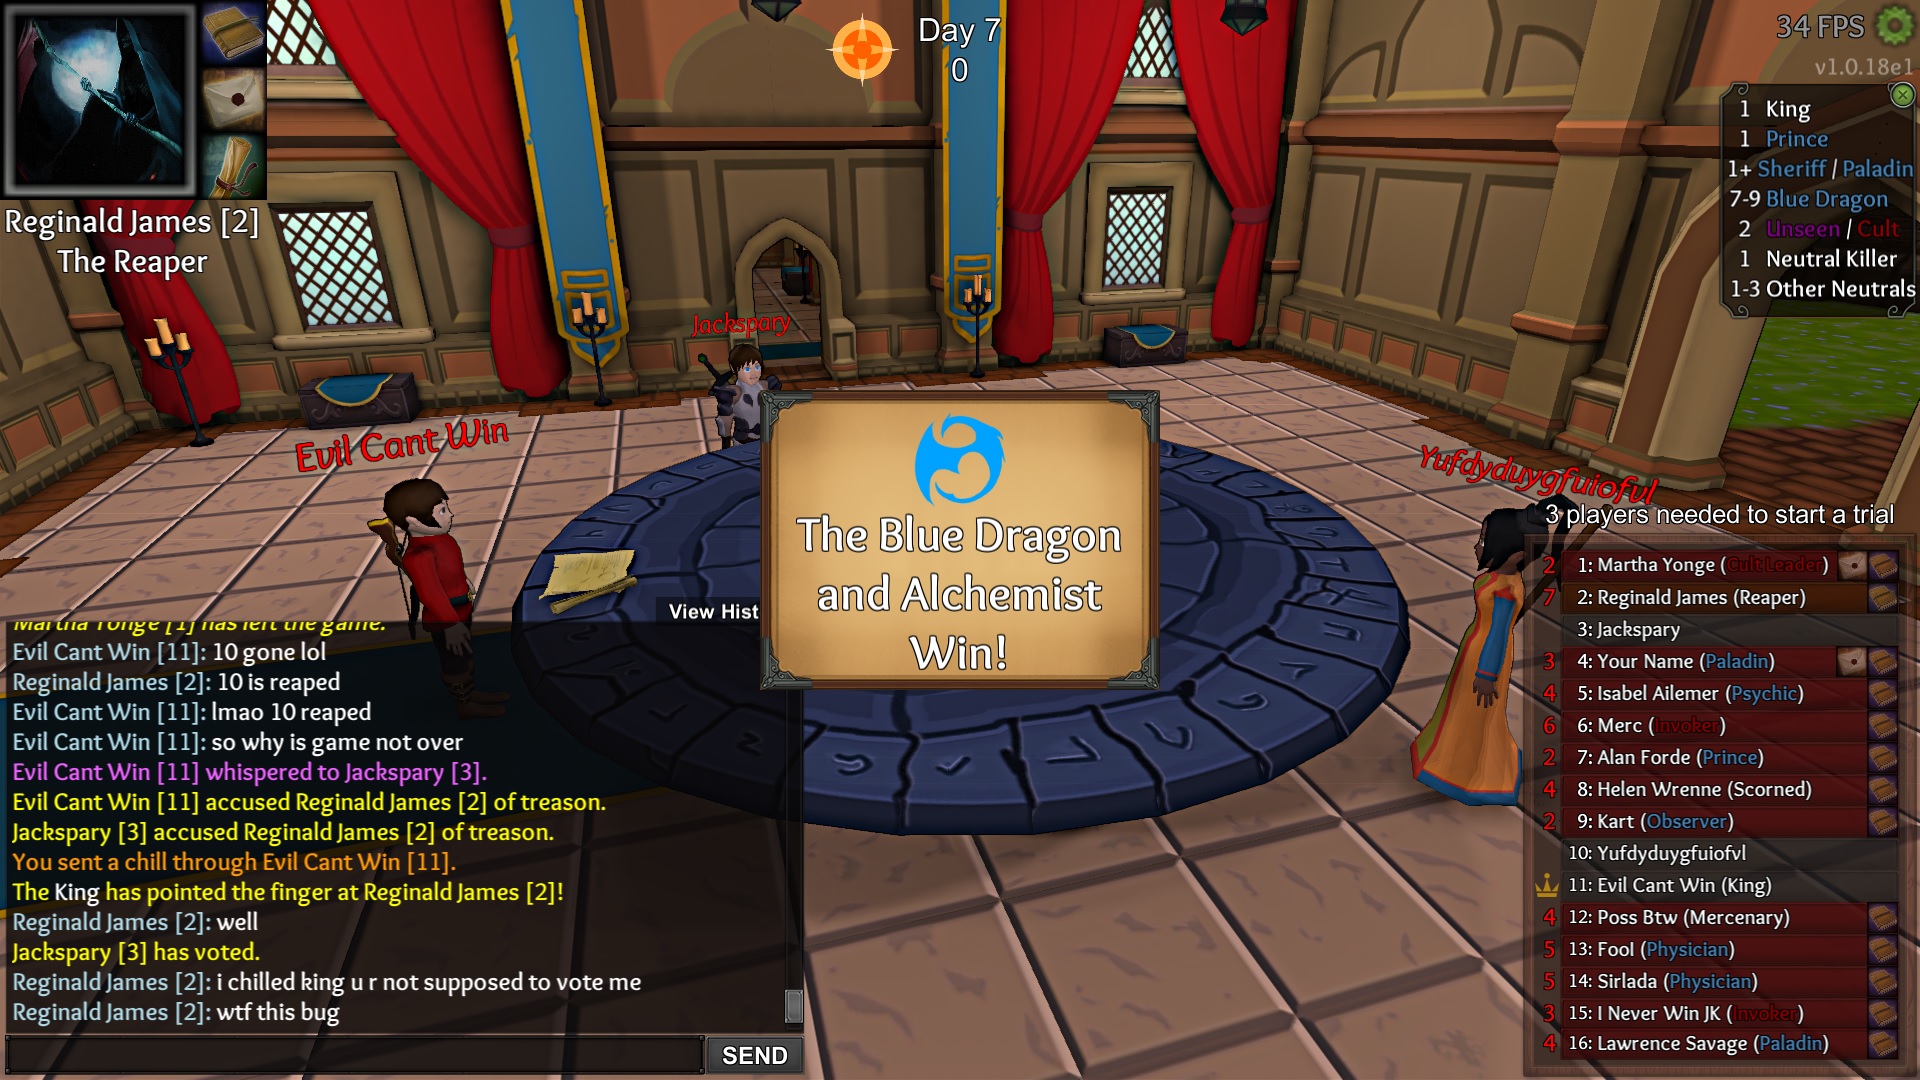 Day 7
0
34 FPS
v1.0.18e1
1 King
1 Prince
1+ Sheriff / Paladin
7-9 Blue Dragon
2 Unseen / Cult
1 Neutral Killer
1-3 Other Neutrals
Reginald James [2]
The Reaper
Jackspary
Evil Cant Win
Yufdyduygfuiofvl
The Blue Dragon
and Alchemist
Win!
View Hist
Martha Yonge [1] has left the game.
Evil Cant Win [11]: 10 gone lol
Reginald James [2]: 10 is reaped
Evil Cant Win [11]: lmao 10 reaped
Evil Cant Win [11]: so why is game not over
Evil Cant Win [11] whispered to Jackspary [3].
Evil Cant Win [11] accused Reginald James [2] of treason.
Jackspary [3] accused Reginald James [2] of treason.
You sent a chill through Evil Cant Win [11].
The King has pointed the finger at Reginald James [2]!
Reginald James [2]: well
Jackspary [3] has voted.
Reginald James [2]: i chilled king u r not supposed to vote me
Reginald James [2]: wtf this bug
SEND
3 players needed to start a trial
2 1: Martha Yonge (Cult Leader)
7 2: Reginald James (Reaper)
3: Jackspary
3 4: Your Name (Paladin)
4 5: Isabel Ailemer (Psychic)
6 6: Merc (Invoker)
2 7: Alan Forde (Prince)
4 8: Helen Wrenne (Scorned)
2 9: Kart (Observer)
10: Yufdyduygfuiofvl
11: Evil Cant Win (King)
4 12: Poss Btw (Mercenary)
5 13: Fool (Physician)
5 14: Sirlada (Physician)
3 15: I Never Win JK (Invoker)
4 16: Lawrence Savage (Paladin)